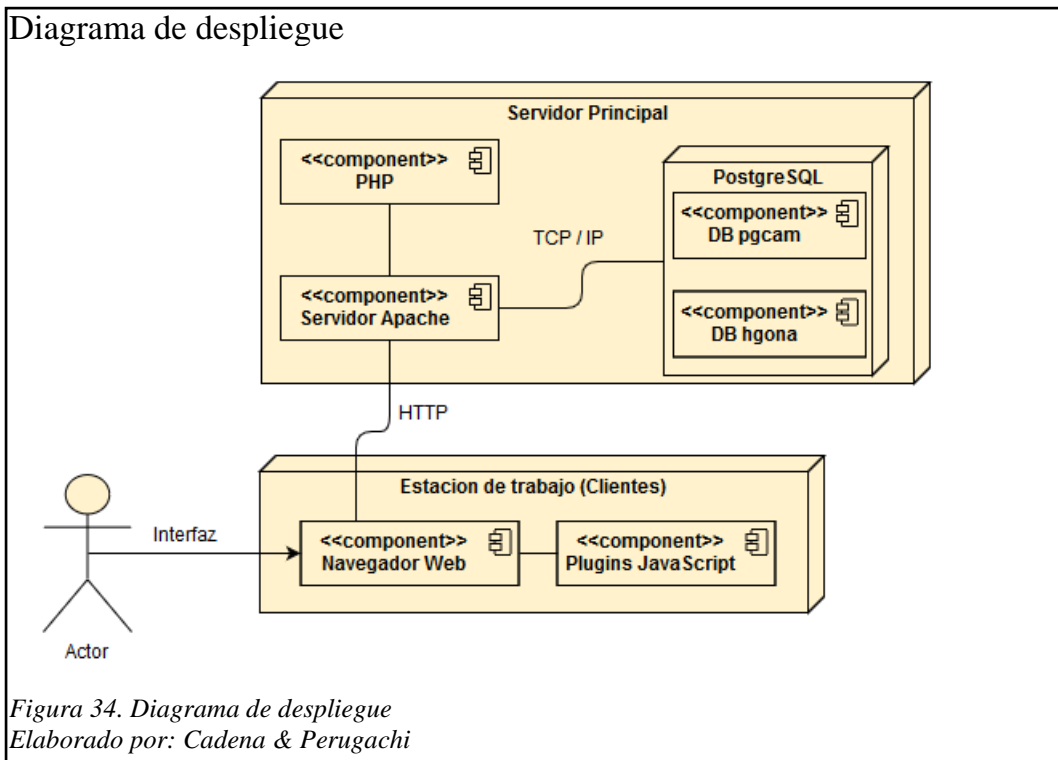 Diagrama de despliegue
Servidor Principal
<<component>>
PHP
PostgreSQL
<<component>>
DB pgcam
TCP / IP
<<component>>
Servidor Apache
<<component>>
DB hgona
HTTP
Estacion de trabajo (Clientes)
Interfaz
<<component>>
Navegador Web
<<component>>
Plugins JavaScript
Actor
Figura 34. Diagrama de despliegue
Elaborado por: Cadena & Perugachi